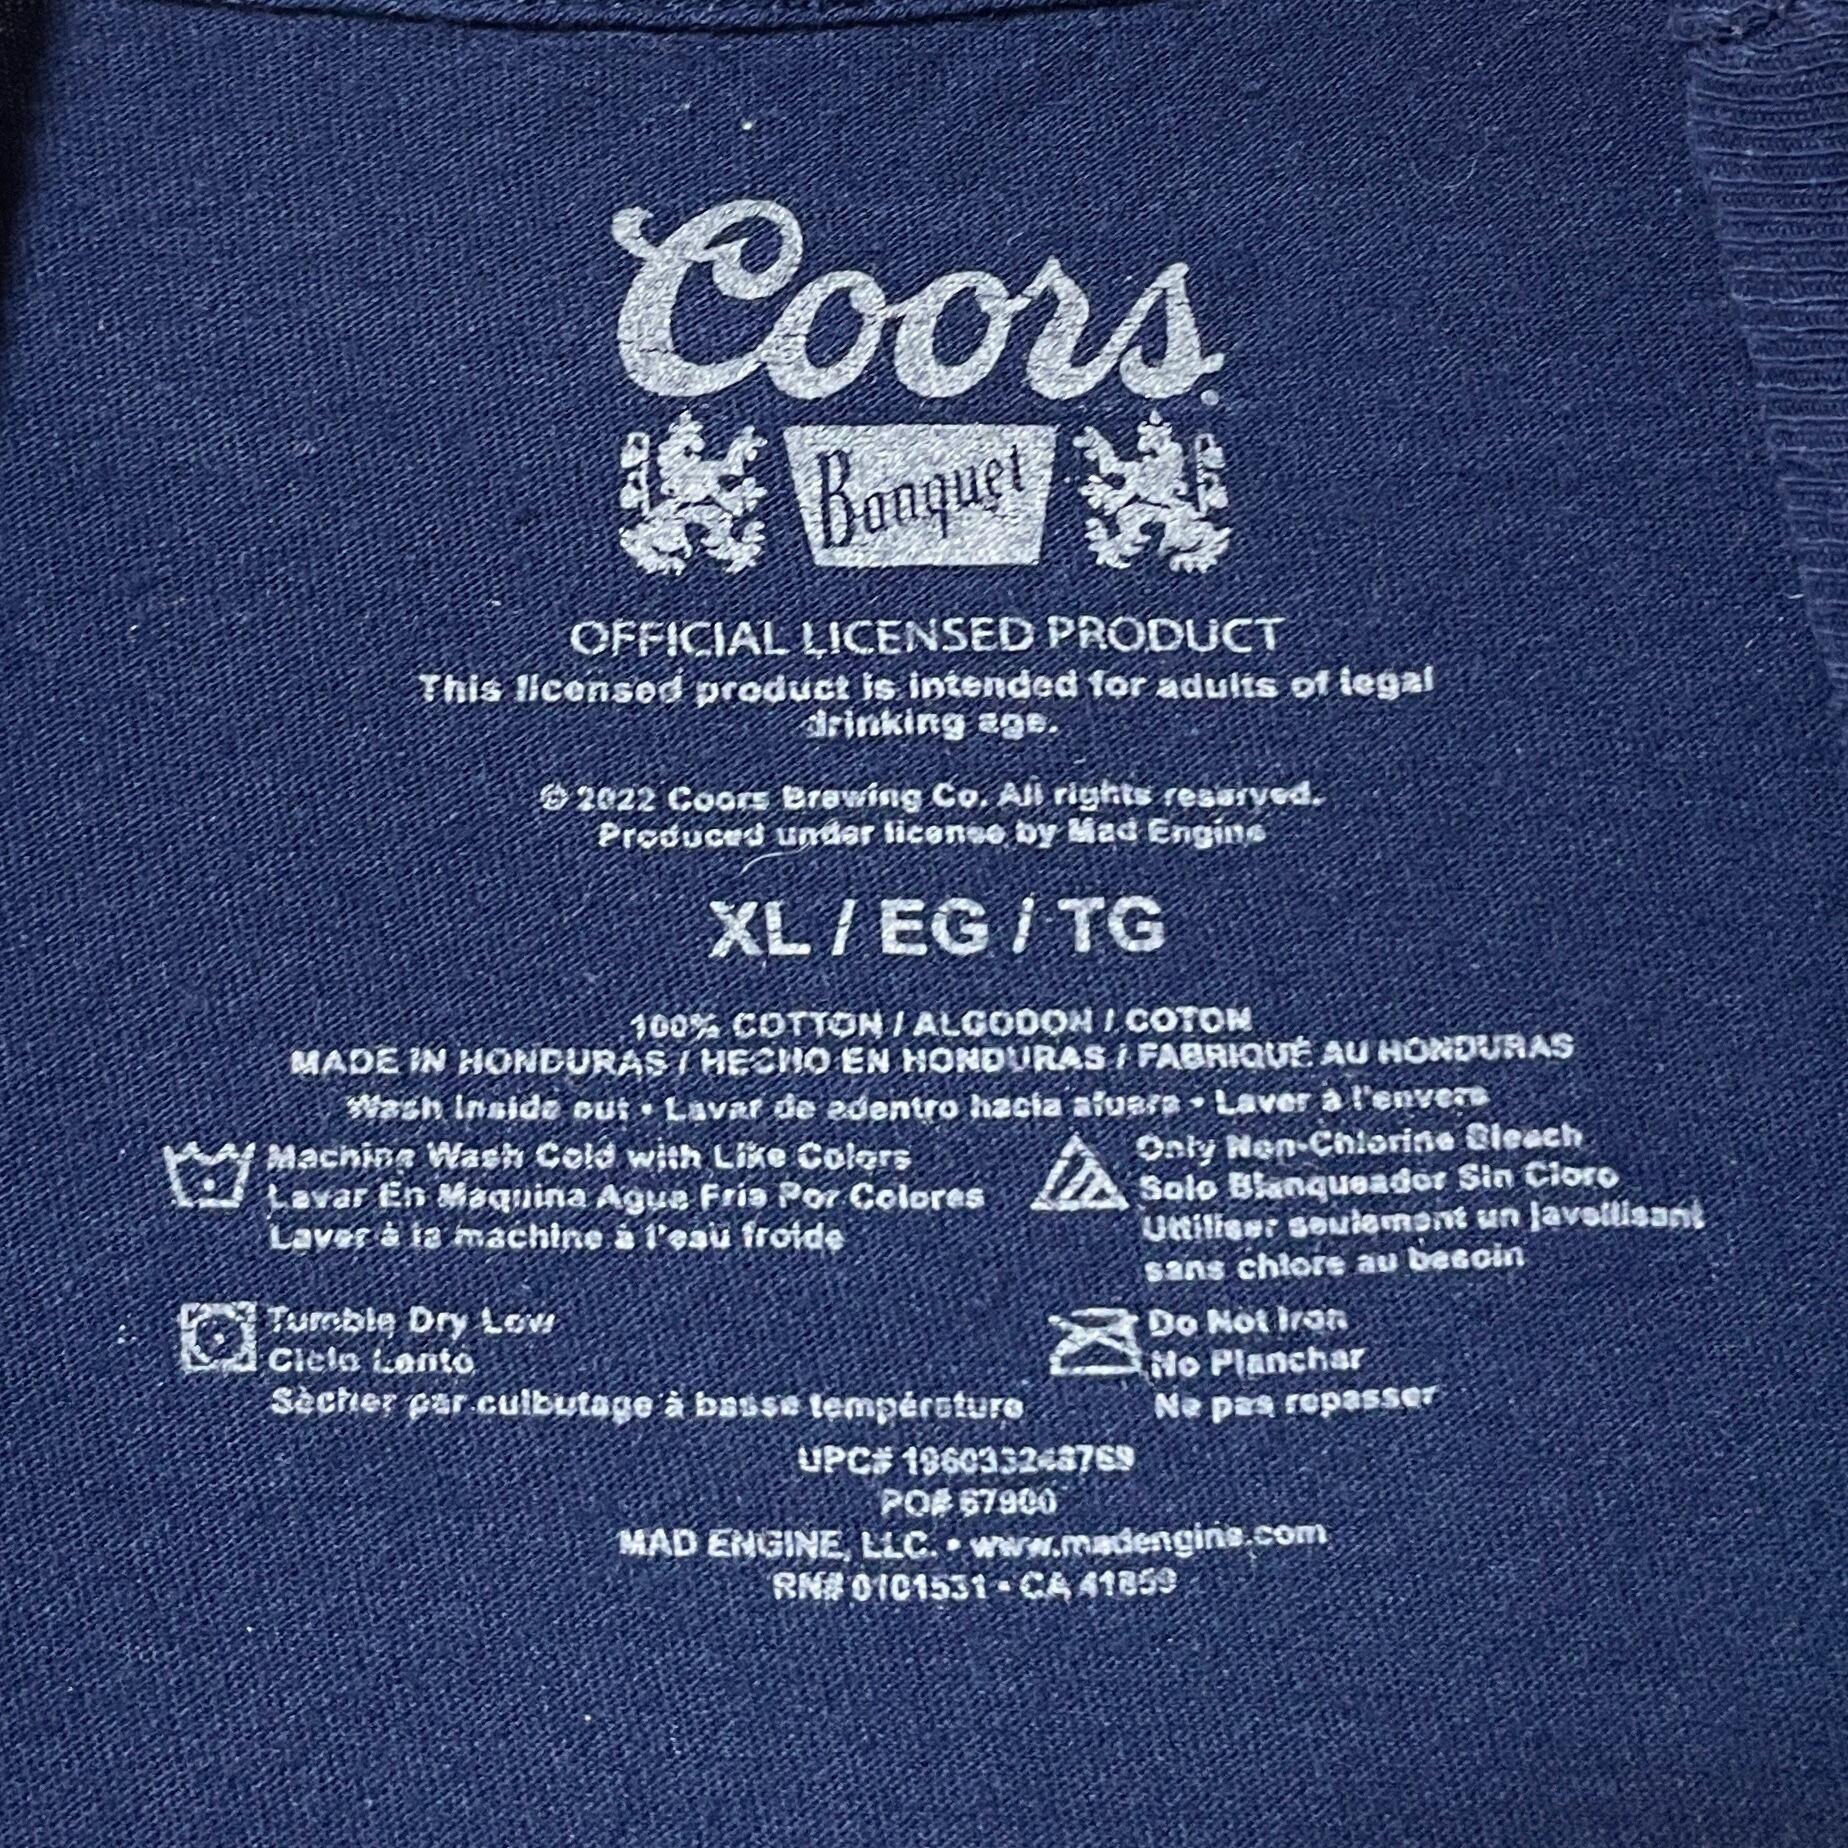 Coors
Banquet
OFFICIAL LICENSED PRODUCT
This licensed product is intended for adults of legal
drinking age.
© 2022 Coors Brewing Co. All rights reserved.
Produced under license by Mad Engine
XL / EG / TG
100% COTTON / ALGODON / COTON
MADE IN HONDURAS / HECHO EN HONDURAS / FABRIQUÉ AU HONDURAS
Wash inside out • Lavar de adentro hacia afuera • Laver à l'envers
Machine Wash Cold with Like Colors
Lavar En Maquina Agua Fria Por Colores
Laver à la machine à l'eau froide
Only Non-Chlorine Bleach
Solo Blanqueador Sin Cloro
Uttiliser seulement un javellisant
sans chlore au besoin
Tumble Dry Low
Cielo Lento
Sècher par culbutage à basse température
Do Not Iron
No Planchar
Ne pas repasser
UPC# 196033248769
PO# 67900
MAD ENGINE, LLC. • www.madengine.com
RN# 0101531 • CA 41859